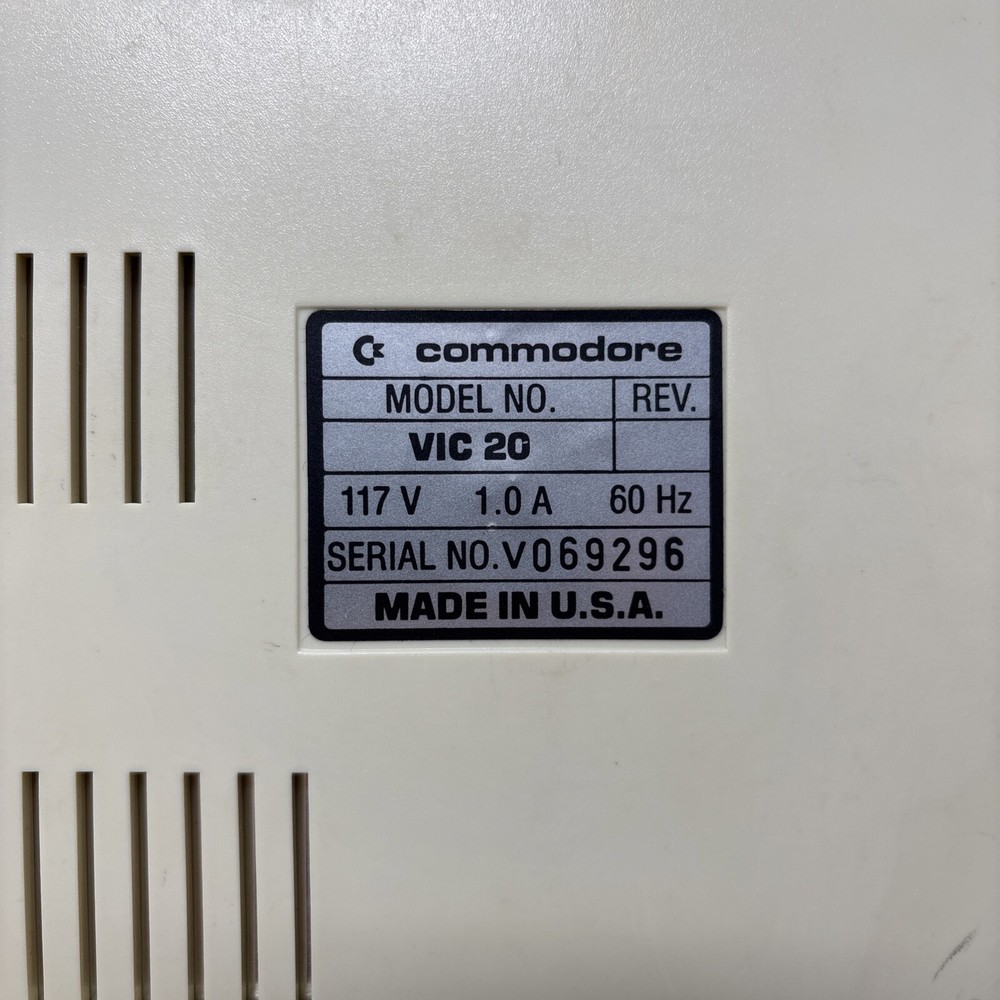 commodore
MODEL NO. REV.
VIC 20
117 V 1.0 A 60 Hz
SERIAL NO. V069296
MADE IN U.S.A.